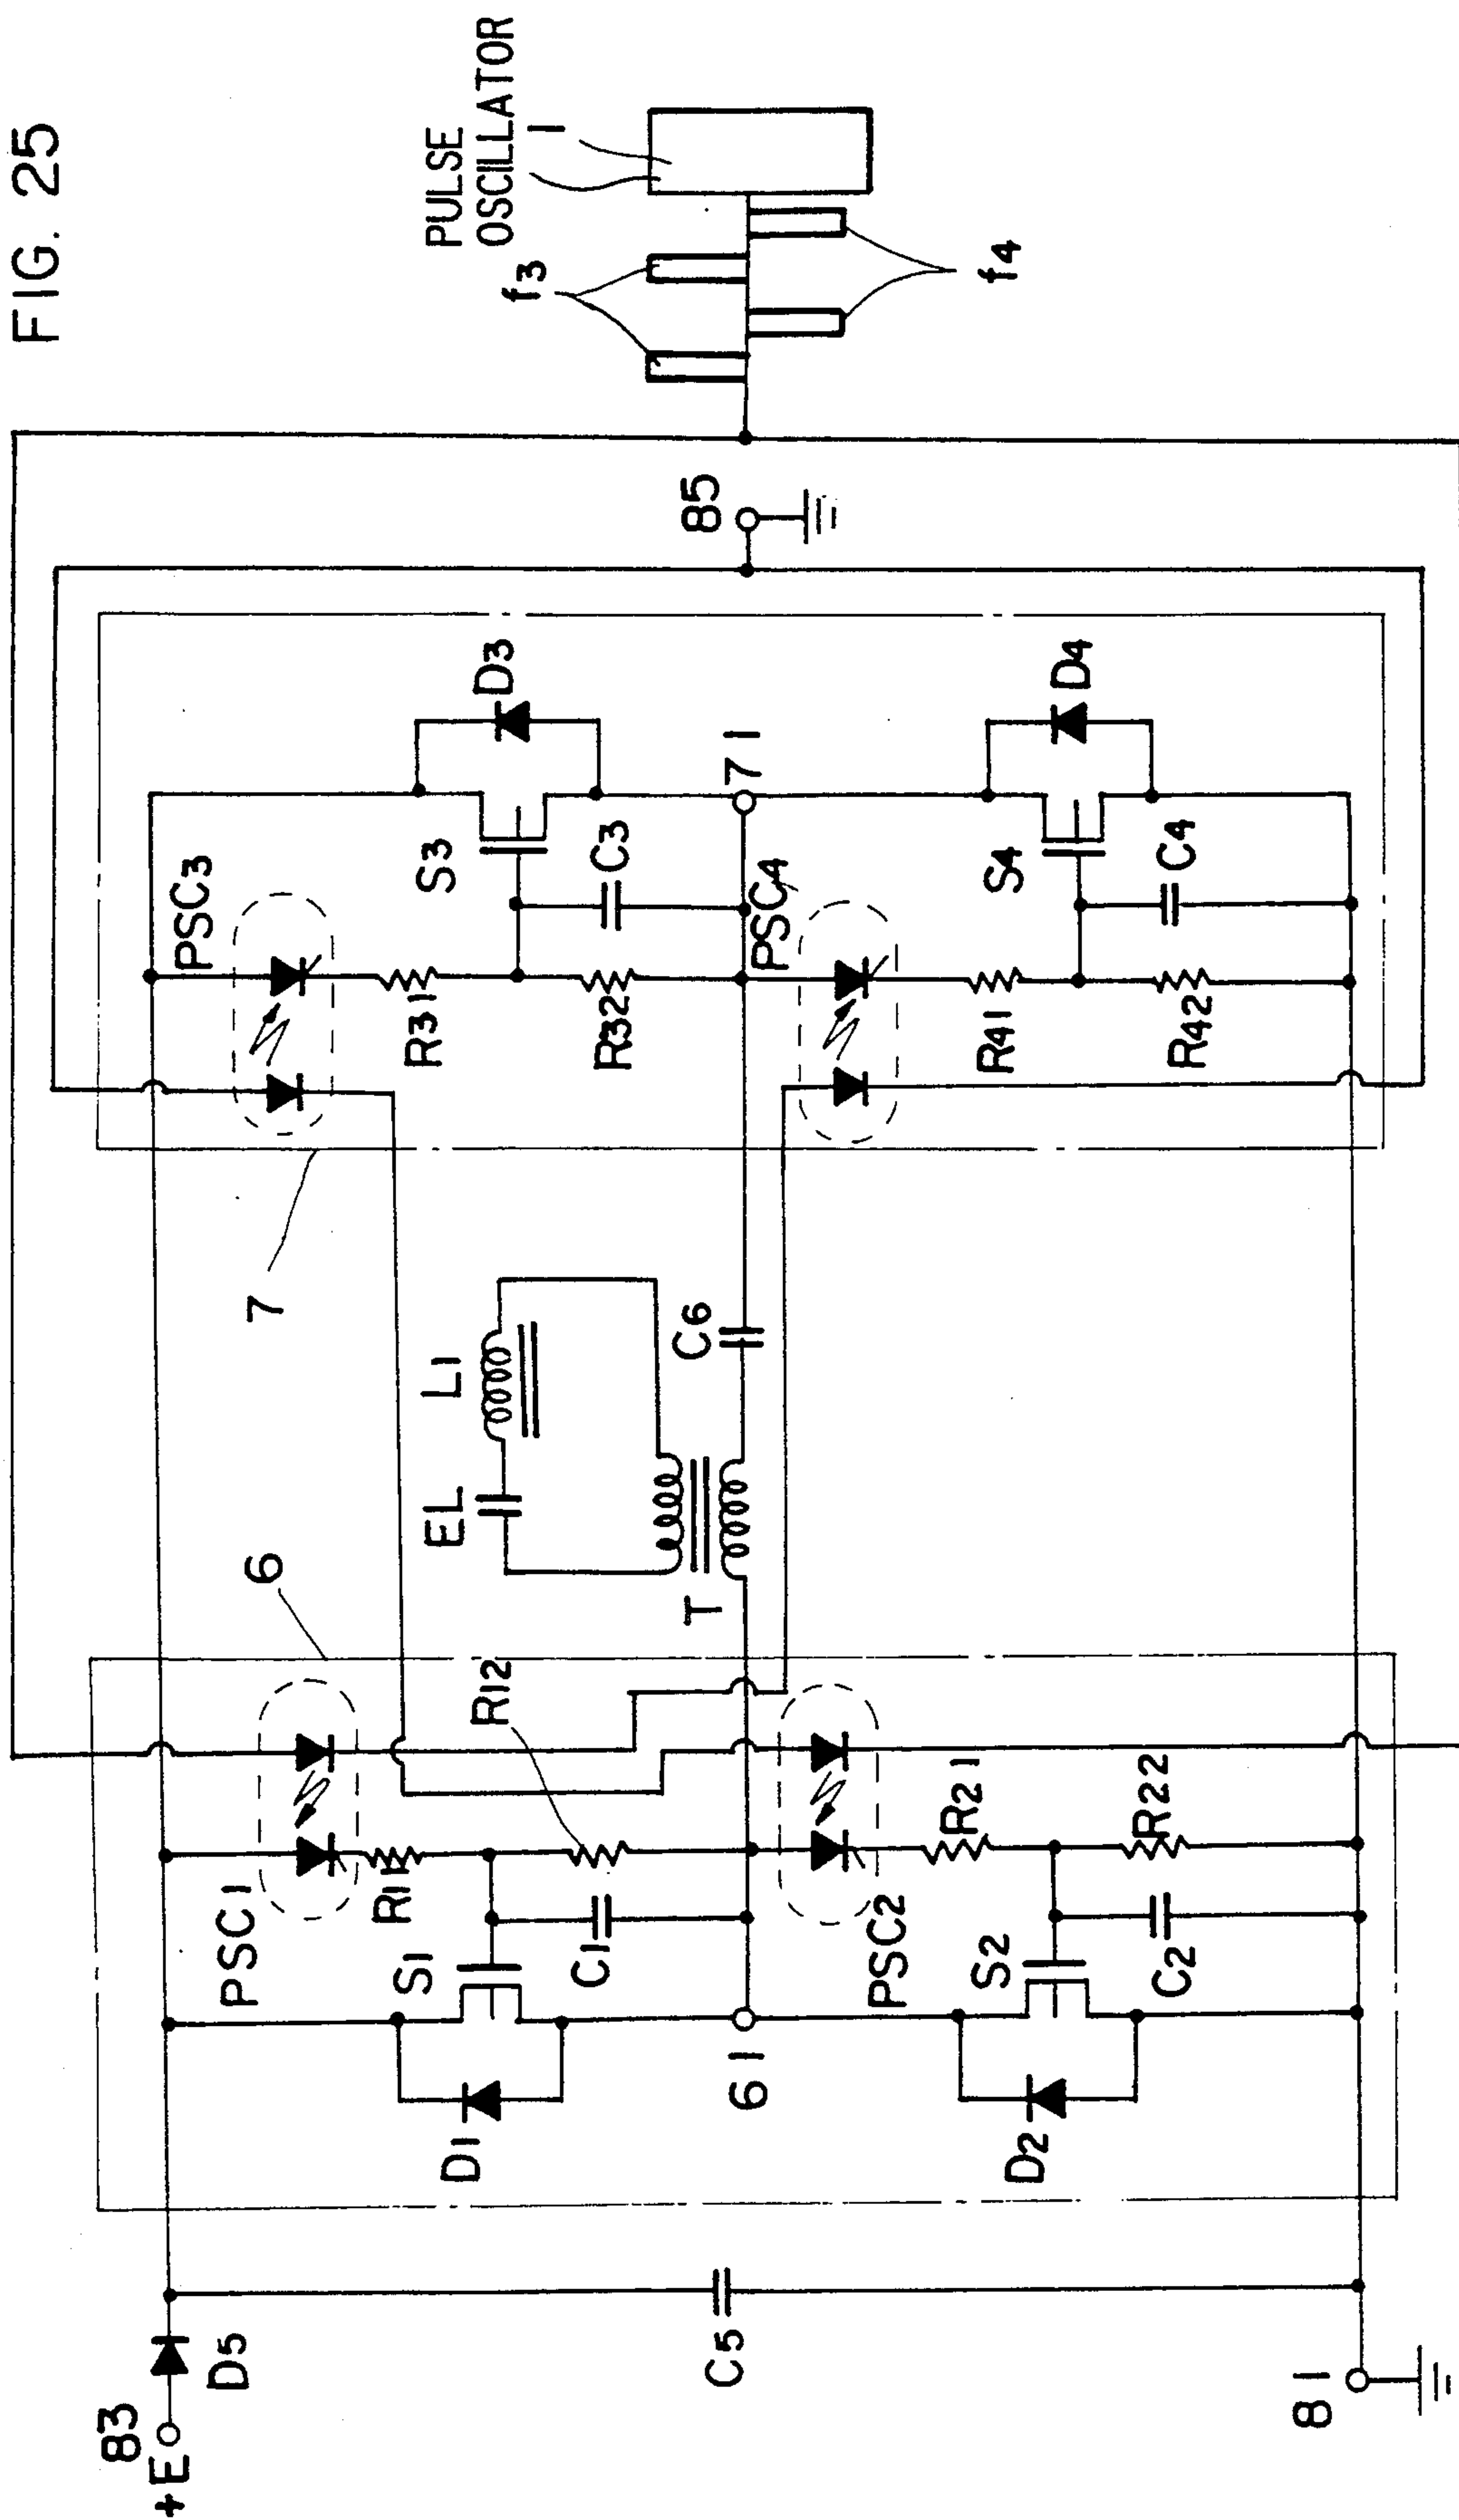 FIG. 25
PULSE
OSCILLATOR
1
f3
f4
85
PSC3
D3
S3
R31
C3
R32
71
PSC4
D4
S4
R41
C4
R42
7
L1
EL
C6
T
6
R12
PSC1
R11
S1
C1
D1
61
PSC2
R21
R22
S2
C2
D2
83
+E
D5
C5
81